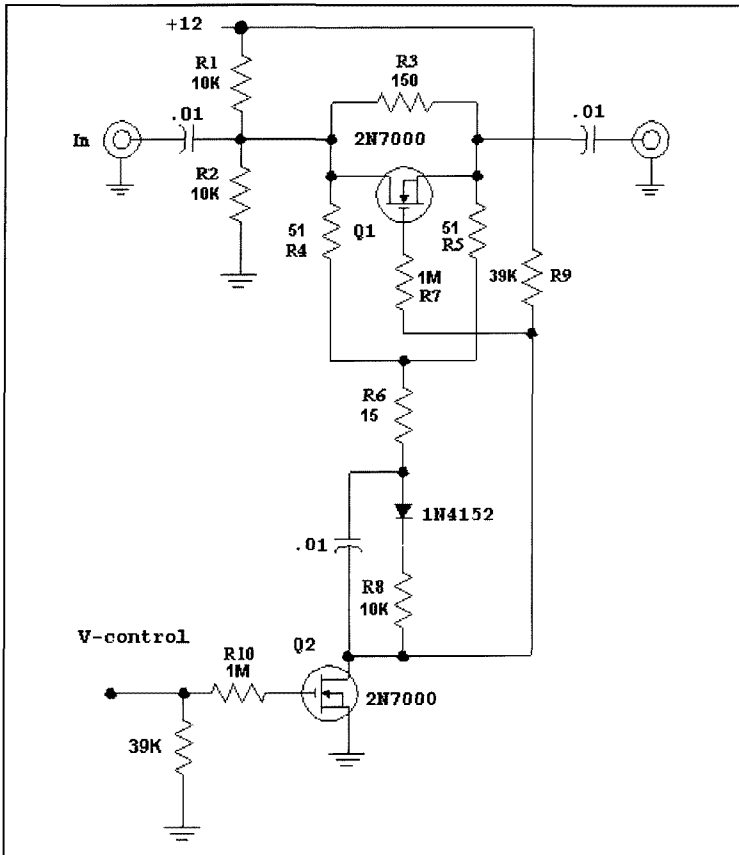 +12
R1
10K
R3
150
.01
.01
In
2N7000
R2
10K
51
R4
Q1
51
R5
1M
R7
39K
R9
R6
15
1N4152
.01
R8
10K
V-control
Q2
R10
1M
2N7000
39K